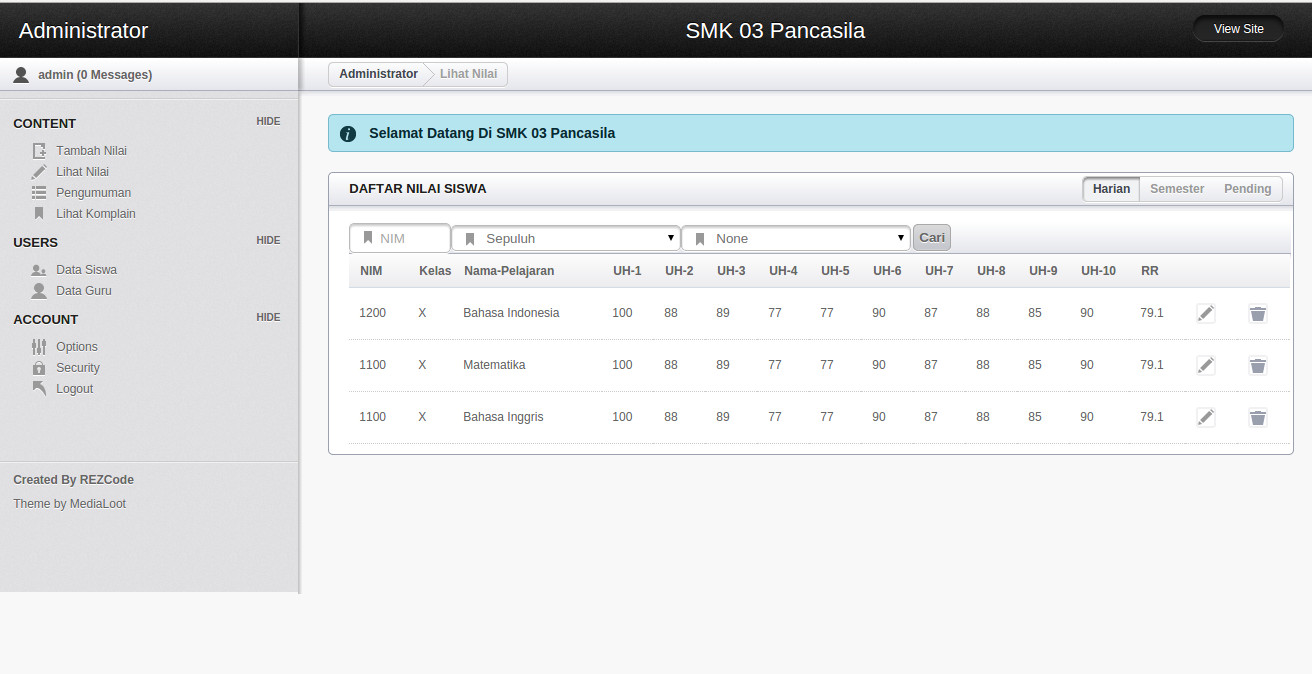 Administrator
SMK 03 Pancasila
View Site
admin (0 Messages)
Administrator Lihat Nilai
CONTENT HIDE
Tambah Nilai
Lihat Nilai
Pengumuman
Lihat Komplain
USERS HIDE
Data Siswa
Data Guru
ACCOUNT HIDE
Options
Security
Logout
Created By REZCode
Theme by MediaLoot
Selamat Datang Di SMK 03 Pancasila
DAFTAR NILAI SISWA
Harian Semester Pending
NIM Sepuluh None Cari
NIM Kelas Nama-Pelajaran UH-1 UH-2 UH-3 UH-4 UH-5 UH-6 UH-7 UH-8 UH-9 UH-10 RR
1200 X Bahasa Indonesia 100 88 89 77 77 90 87 88 85 90 79.1
1100 X Matematika 100 88 89 77 77 90 87 88 85 90 79.1
1100 X Bahasa Inggris 100 88 89 77 77 90 87 88 85 90 79.1